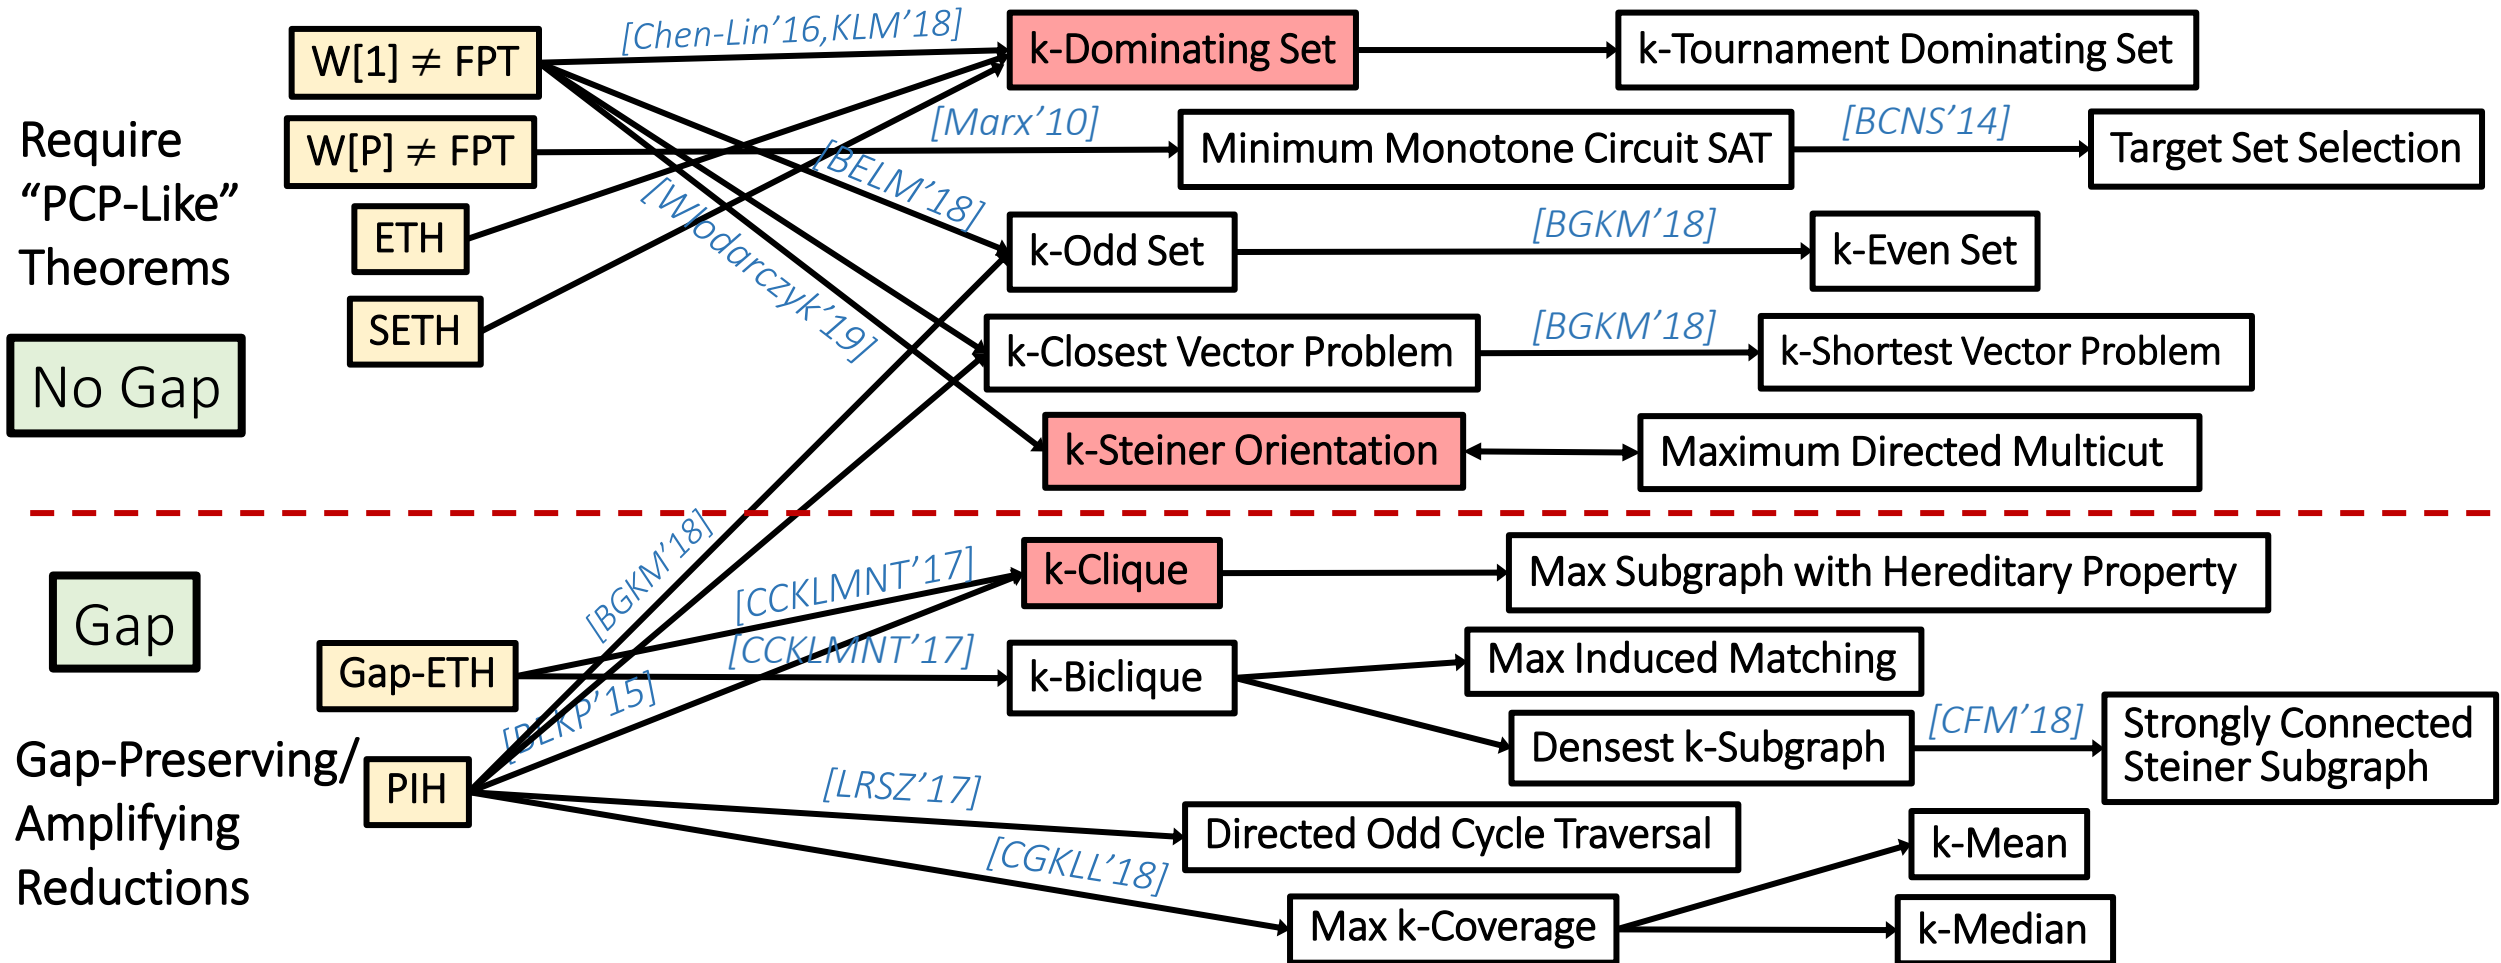 [Chen-Lin'16,KLM'18]
W[1] ≠ FPT
k-Dominating Set
k-Tournament Dominating Set
Require
“PCP-Like”
Theorems
W[P] ≠ FPT
[Marx'10]
Minimum Monotone Circuit SAT
[BCNS'14]
Target Set Selection
[BELM'18]
[Wlodarczyk'19]
ETH
k-Odd Set
[BGKM'18]
k-Even Set
SETH
k-Closest Vector Problem
[BGKM'18]
k-Shortest Vector Problem
No Gap
k-Steiner Orientation
Maximum Directed Multicut
[BGKM'18]
[CCKLMNT'17]
k-Clique
Max Subgraph with Hereditary Property
Gap
[CCKLMNT'17]
Gap-ETH
k-Biclique
Max Induced Matching
Densest k-Subgraph
[CFM'18]
Strongly Connected
Steiner Subgraph
Gap-Preserving/
Amplifying
Reductions
PIH
[LRSZ'17]
Directed Odd Cycle Traversal
[CGKLL'18]
Max k-Coverage
k-Mean
k-Median